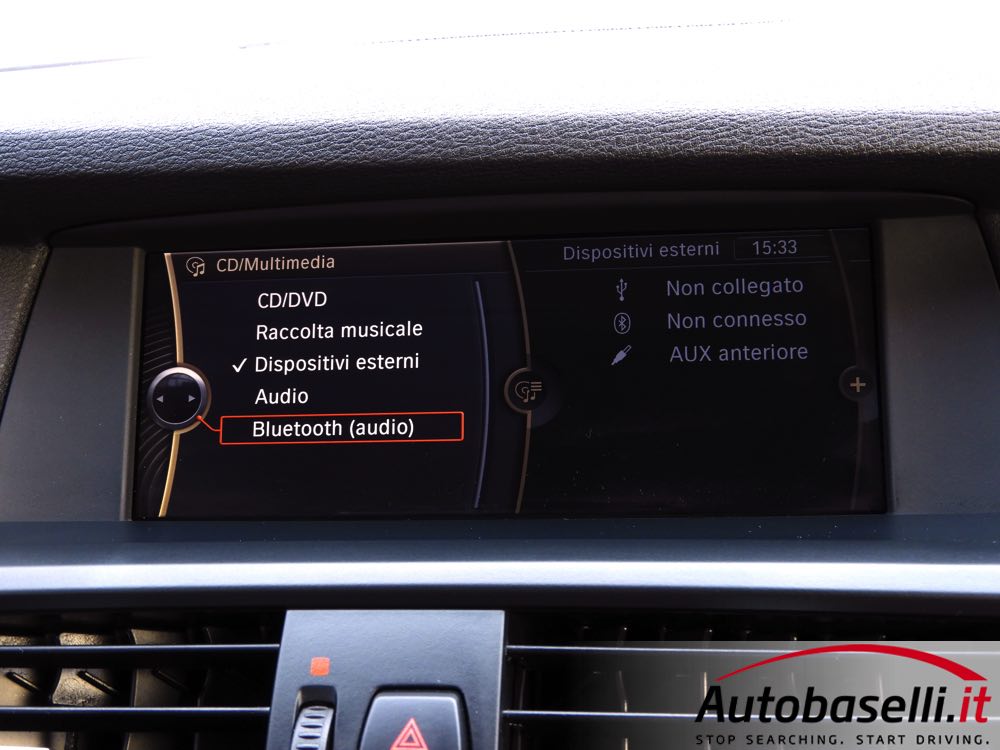 CD/Multimedia
CD/DVD
Raccolta musicale
Dispositivi esterni
Audio
Bluetooth (audio)
Dispositivi esterni 15:33
Non collegato
Non connesso
AUX anteriore
Autobaselli.it
STOP SEARCHING. START DRIVING.